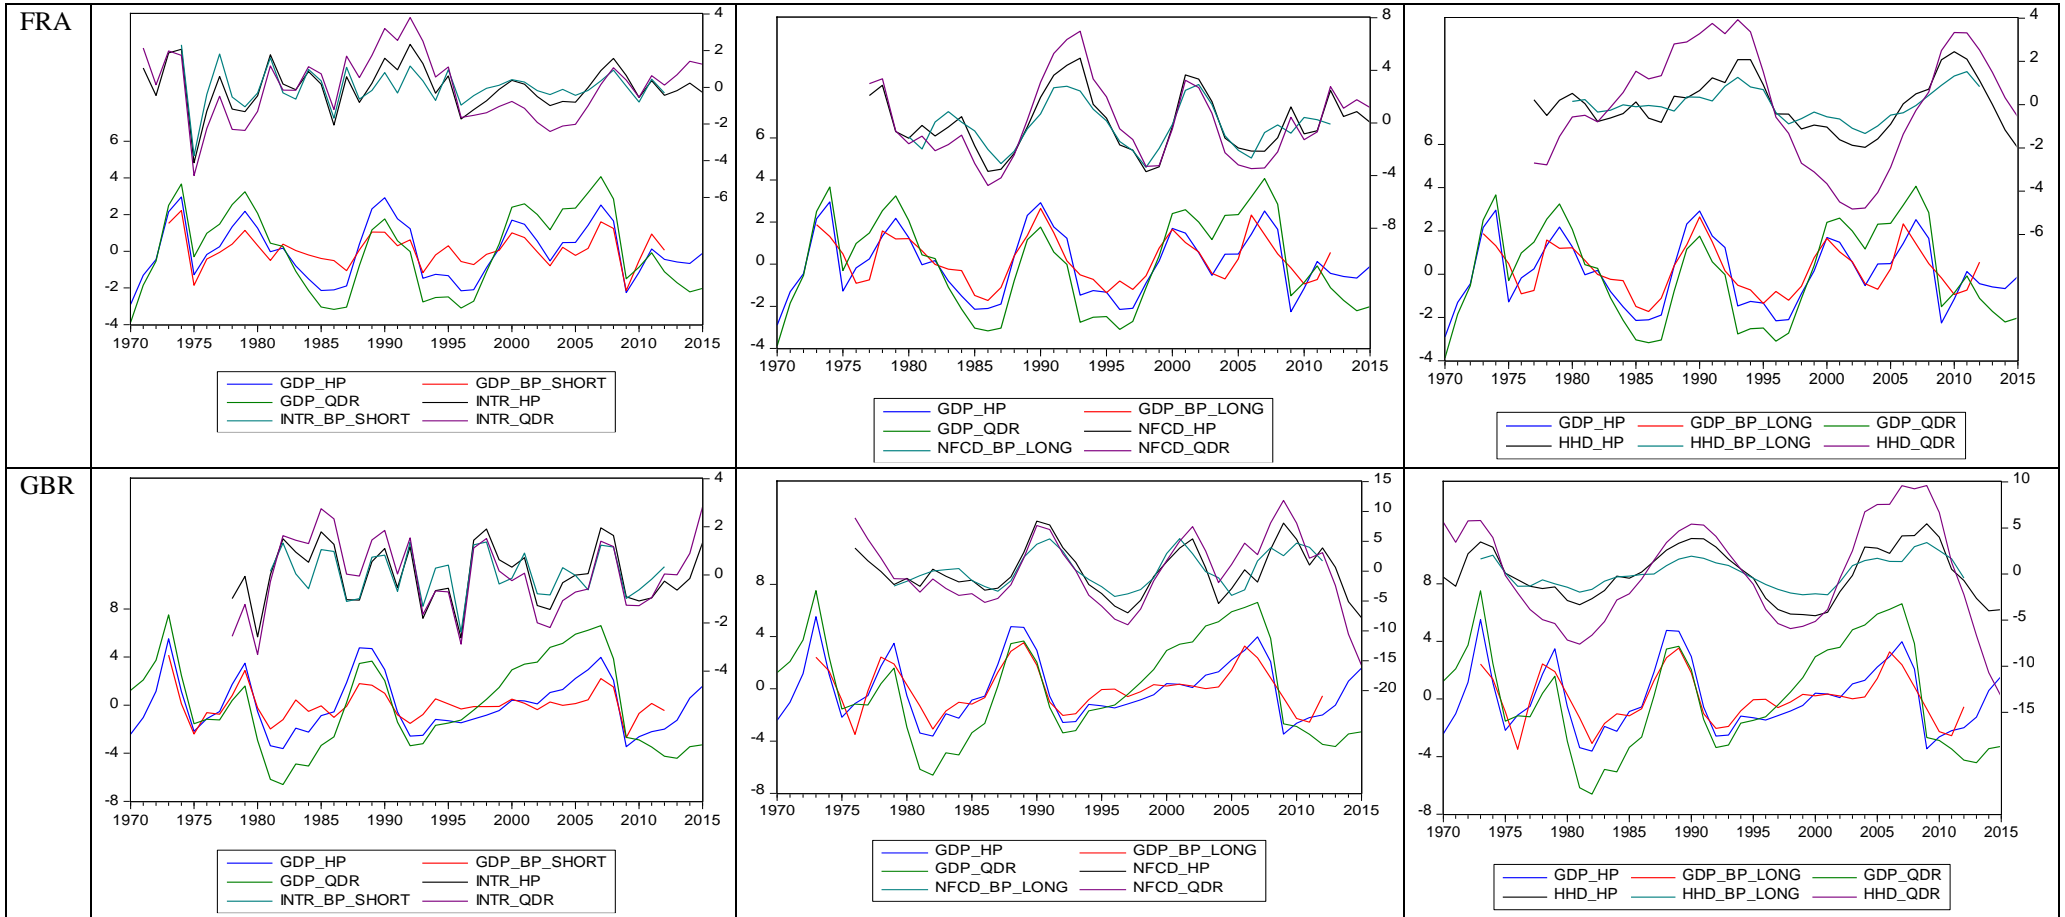 FRA
4
2
0
-2
-4
-6
6
4
2
0
-2
-4
1970 1975 1980 1985 1990 1995 2000 2005 2010 2015
GDP_HP GDP_BP_SHORT
GDP_QDR INTR_HP
INTR_BP_SHORT INTR_QDR
8
4
0
-4
-8
6
4
2
0
-2
-4
1970 1975 1980 1985 1990 1995 2000 2005 2010 2015
GDP_HP GDP_BP_LONG
GDP_QDR NFCD_HP
NFCD_BP_LONG NFCD_QDR
4
2
0
-2
-4
-6
6
4
2
0
-2
-4
1970 1975 1980 1985 1990 1995 2000 2005 2010 2015
GDP_HP GDP_BP_LONG GDP_QDR
HHD_HP HHD_BP_LONG HHD_QDR
GBR
4
2
0
-2
-4
8
4
0
-4
-8
1970 1975 1980 1985 1990 1995 2000 2005 2010 2015
GDP_HP GDP_BP_SHORT
GDP_QDR INTR_HP
INTR_BP_SHORT INTR_QDR
15
10
5
0
-5
-10
-15
-20
8
4
0
-4
-8
1970 1975 1980 1985 1990 1995 2000 2005 2010 2015
GDP_HP GDP_BP_LONG
GDP_QDR NFCD_HP
NFCD_BP_LONG NFCD_QDR
10
5
0
-5
-10
-15
8
4
0
-4
-8
1970 1975 1980 1985 1990 1995 2000 2005 2010 2015
GDP_HP GDP_BP_LONG GDP_QDR
HHD_HP HHD_BP_LONG HHD_QDR